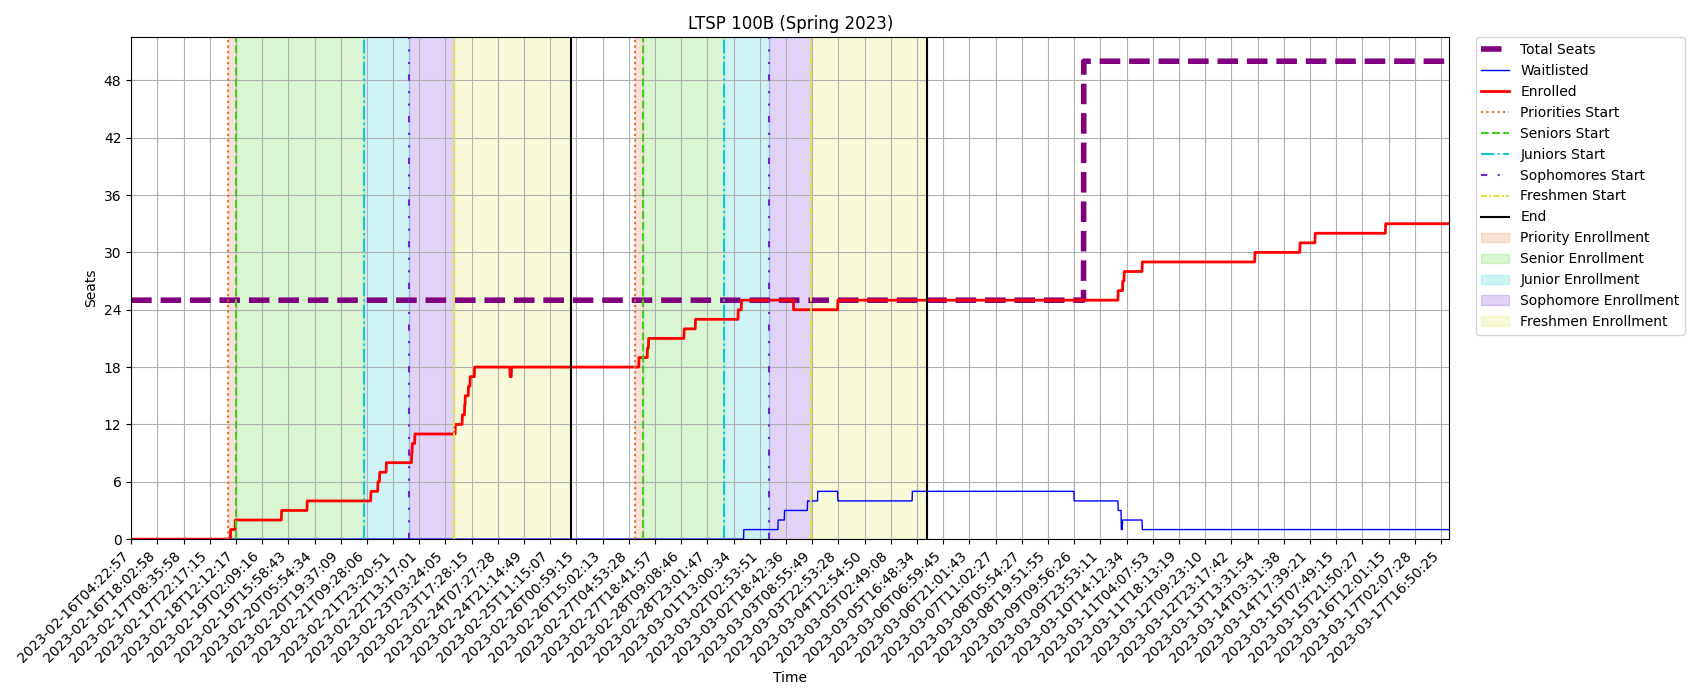 LTSP 100B (Spring 2023)
Seats
48
42
36
30
24
18
12
6
0
2023-02-16T04:22:57
2023-02-16T18:02:58
2023-02-17T08:35:58
2023-02-17T22:17:15
2023-02-18T12:12:17
2023-02-19T02:09:16
2023-02-19T15:58:43
2023-02-20T05:54:34
2023-02-20T19:37:09
2023-02-21T09:28:06
2023-02-21T23:20:51
2023-02-22T13:17:01
2023-02-23T03:24:05
2023-02-23T17:28:15
2023-02-24T07:27:28
2023-02-24T21:14:49
2023-02-25T11:15:07
2023-02-26T00:59:15
2023-02-26T15:02:13
2023-02-27T04:53:28
2023-02-27T18:41:57
2023-02-28T09:08:46
2023-02-28T23:01:47
2023-03-01T13:00:34
2023-03-02T02:53:51
2023-03-02T18:42:36
2023-03-03T08:55:49
2023-03-04T12:53:28
2023-03-05T02:49:08
2023-03-05T16:48:34
2023-03-06T06:59:45
2023-03-06T21:01:43
2023-03-07T11:02:27
2023-03-08T05:54:27
2023-03-08T19:51:55
2023-03-09T09:56:26
2023-03-09T23:53:11
2023-03-10T14:12:34
2023-03-11T04:07:53
2023-03-11T18:13:19
2023-03-12T09:23:10
2023-03-12T23:17:42
2023-03-13T13:31:54
2023-03-14T03:31:38
2023-03-14T17:39:21
2023-03-15T07:49:15
2023-03-15T21:50:27
2023-03-16T12:01:15
2023-03-17T02:07:28
2023-03-17T16:50:25
Time
Total Seats
Waitlisted
Enrolled
Priorities Start
Seniors Start
Juniors Start
Sophomores Start
Freshmen Start
End
Priority Enrollment
Senior Enrollment
Junior Enrollment
Sophomore Enrollment
Freshmen Enrollment